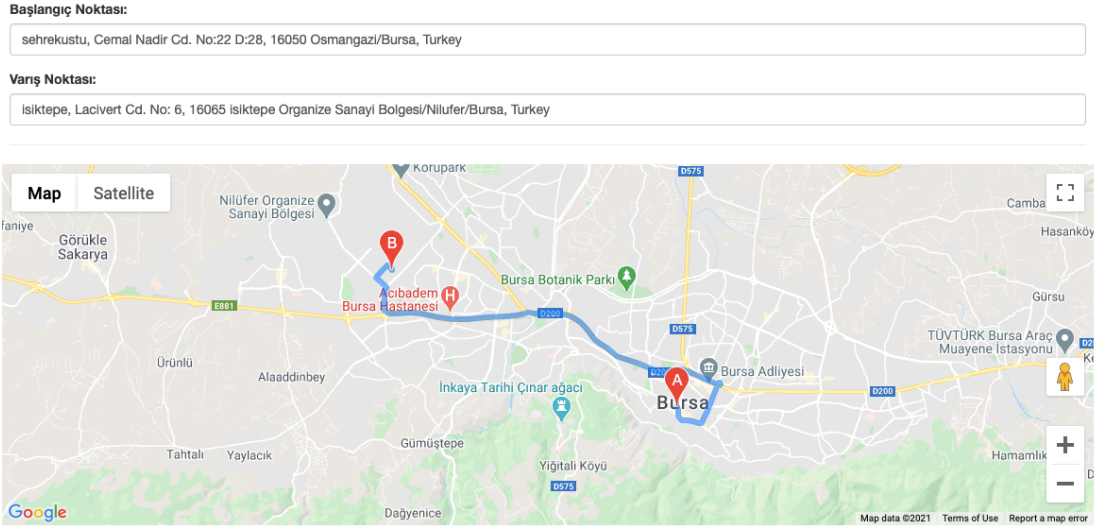 Başlangıç Noktası:
sehrekustu, Cemal Nadir Cd. No:22 D:28, 16050 Osmangazi/Bursa, Turkey
Varış Noktası:
isiktepe, Lacivert Cd. No: 6, 16065 isiktepe Organize Sanayi Bolgesi/Nilufer/Bursa, Turkey
Map
Satellite
Korupark
D575
Nilüfer Organize
Sanayi Bölgesi
Camba
faniye
Hasanköy
Görükle
Sakarya
B
Bursa Botanik Parkı
Acıbadem
Bursa Hastanesi
H
Gürsu
E881
D200
D575
TÜVTÜRK Bursa Araç
Muayene İstasyonu
Ürünlü
Alaaddinbey
Bursa Adliyesi
A
İnkaya Tarihi Çınar ağacı
D200
Bursa
Gümüştepe
Tahtalı
Yaylacık
Hamamlık
Yiğitali Köyü
D575
Dağyenice
Google
Map data ©2021
Terms of Use
Report a map error